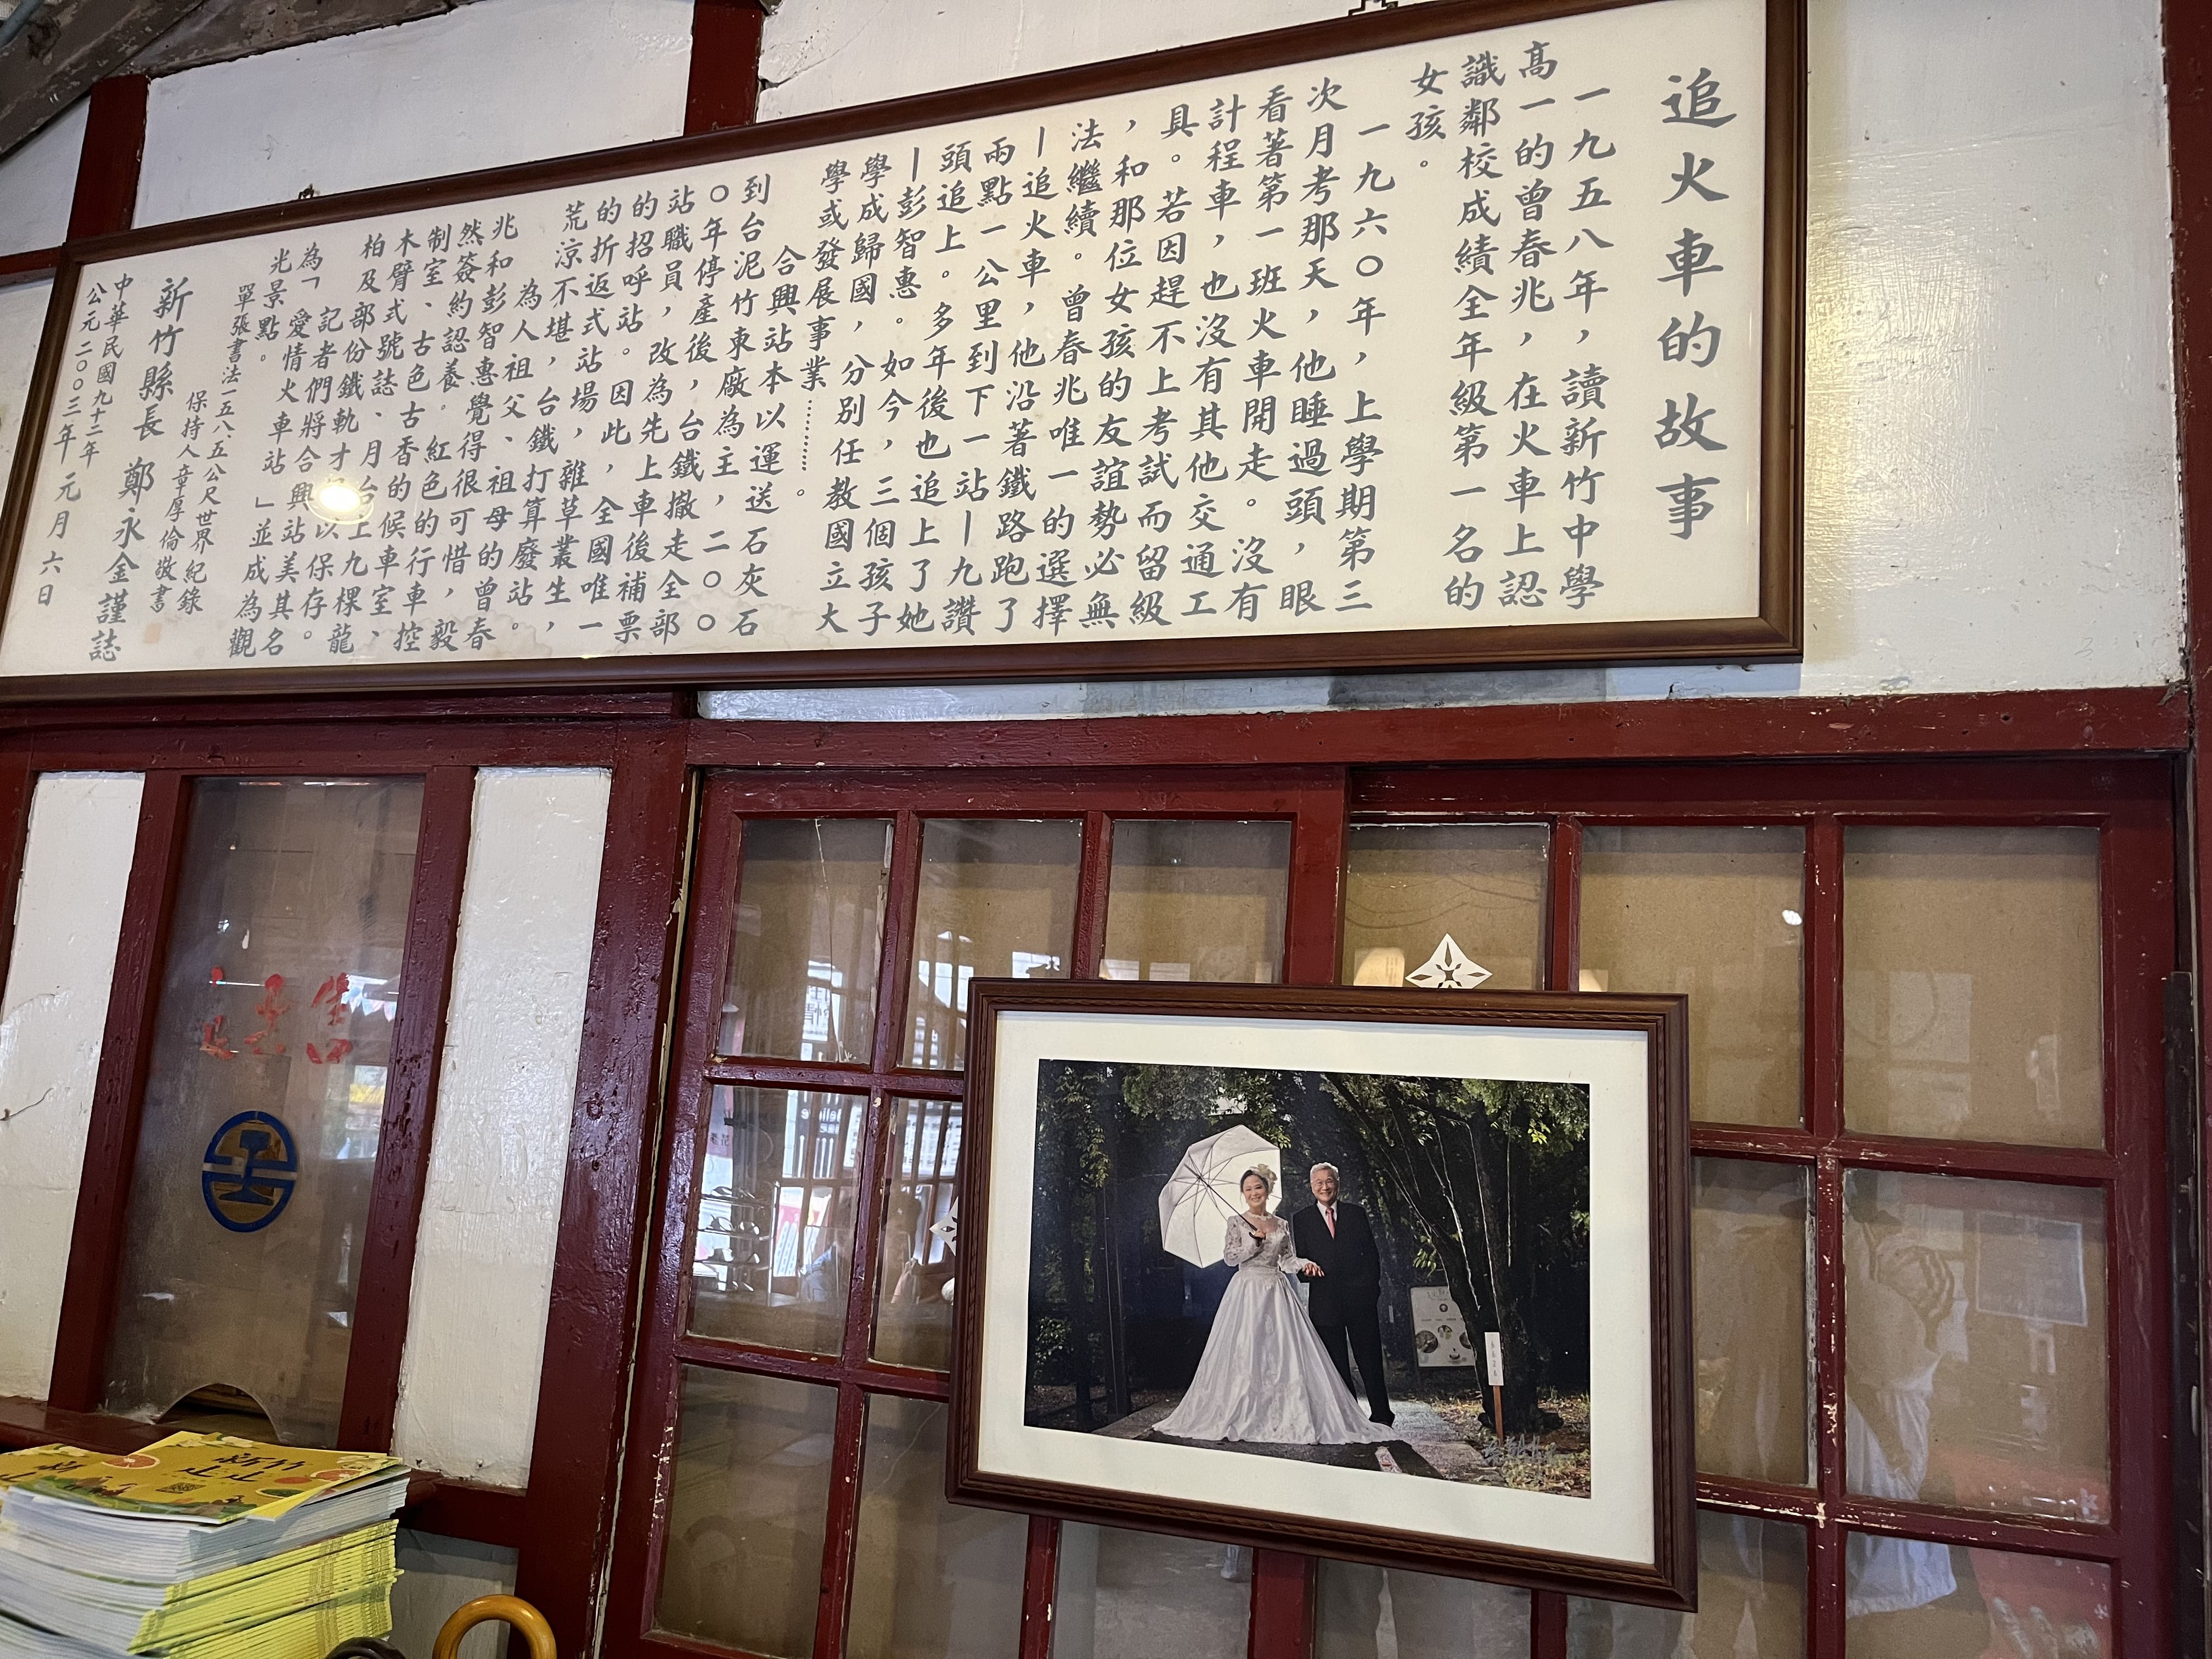 追火車的故事
一九五八年，讀新竹中學
高一的曾春兆，在火車上認
識鄰校成績全年級第一名的
女孩。
一九六〇年，上學期第三
次月考那天，他睡過頭，眼
看著第一班火車開走。沒有
計程車，也沒有其他交通工
具。若因趕不上考試而留級
，和那位女孩的友誼勢必無
法繼續。曾春兆唯一的選擇
｜追火車，他沿著鐵路跑了
兩點一公里到下一站｜九讚
頭追上。多年後也追上了她
｜彭智惠。如今，三個孩子
學成歸國，分別任教國立大
學或發展事業…………。
合興站本以運送石灰石
到台泥竹東廠為主，二〇〇
〇年停產後，台鐵撤走全部
站職員，改為先上車後補票
的招呼站。因此，全國唯一
的折返式站場，雜草叢生，
荒涼不堪，台鐵打算廢站。
為人祖父、祖母的曾春
兆和彭智惠覺得很可惜，毅
然簽約認養。紅色的行車控
制室、古色古香的候車室、
木臂式號誌、月台上九棵龍
柏及部份鐵軌才以保存。
記者們將合興站美其名
為「愛情火車站」並成為觀
光景點。
單張書法一五八.五公尺世界紀錄
保持人章厚倫敬書
新竹縣長 鄭永金謹誌
中華民國九十二年
公元二〇〇三年元月六日
新竹